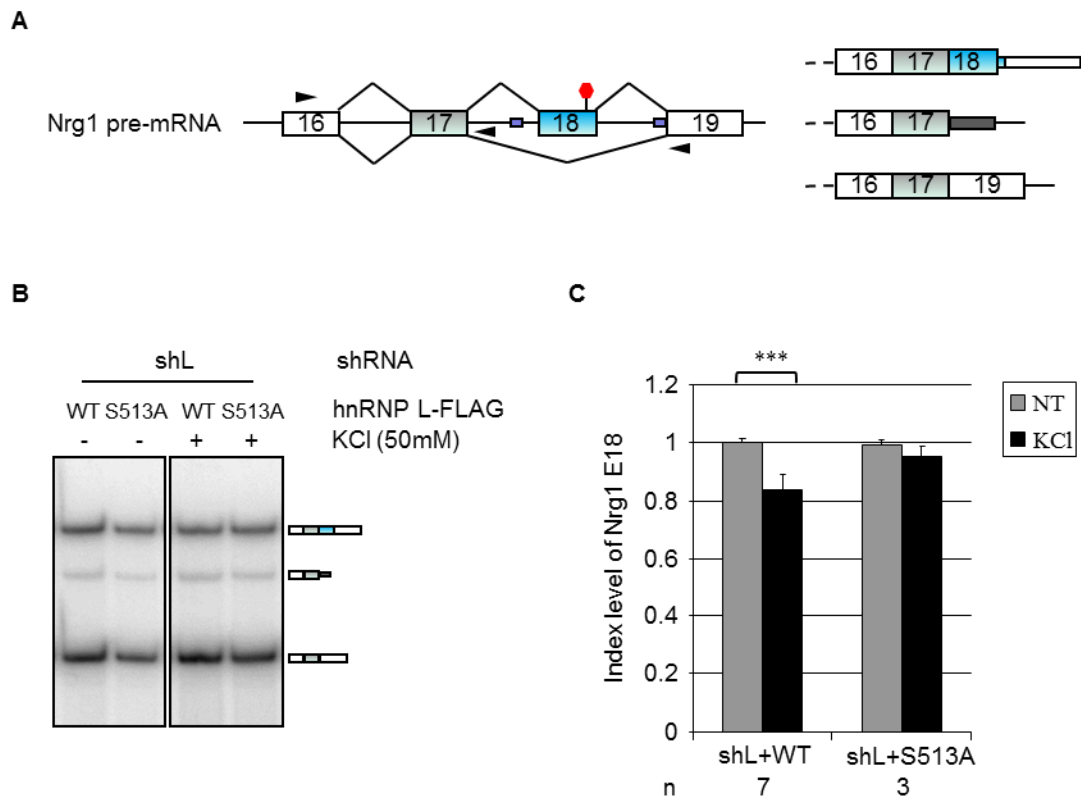 A
Nrg1 pre-mRNA
16 17 18 19
16 17 18
16 17
16 17 19
B
shL shRNA
WT S513A WT S513A hnRNP L-FLAG
- - + + KCl (50mM)
C
***
Index level of Nrg1 E18
1.2
1
0.8
0.6
0.4
0.2
0
NT
KCl
shL+WT shL+S513A
n 7 3